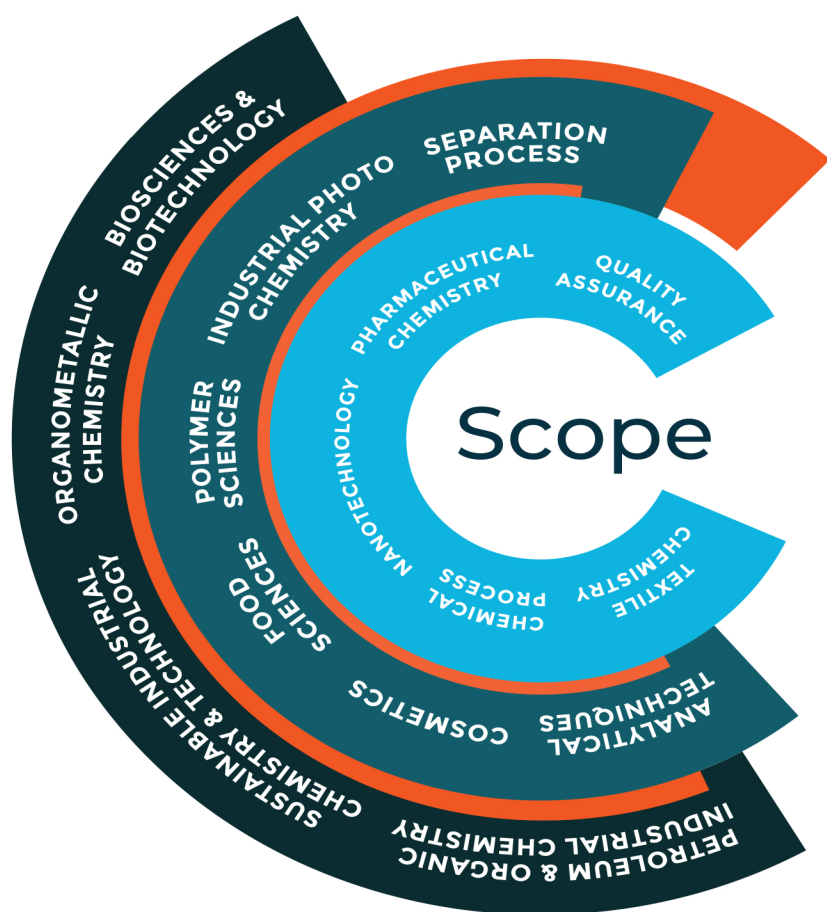 BIOSCIENCES &
BIOTECHNOLOGY
ORGANOMETALLIC
CHEMISTRY
SUSTAINABLE INDUSTRIAL
CHEMISTRY & TECHNOLOGY
PETROLEUM & ORGANIC
INDUSTRIAL CHEMISTRY
SEPARATION
PROCESS
INDUSTRIAL PHOTO
CHEMISTRY
POLYMER
SCIENCES
FOOD
SCIENCES
COSMETICS
ANALYTICAL
TECHNIQUES
QUALITY
ASSURANCE
PHARMACEUTICAL
CHEMISTRY
NANOTECHNOLOGY
CHEMICAL
PROCESS
TEXTILE
CHEMISTRY
Scope